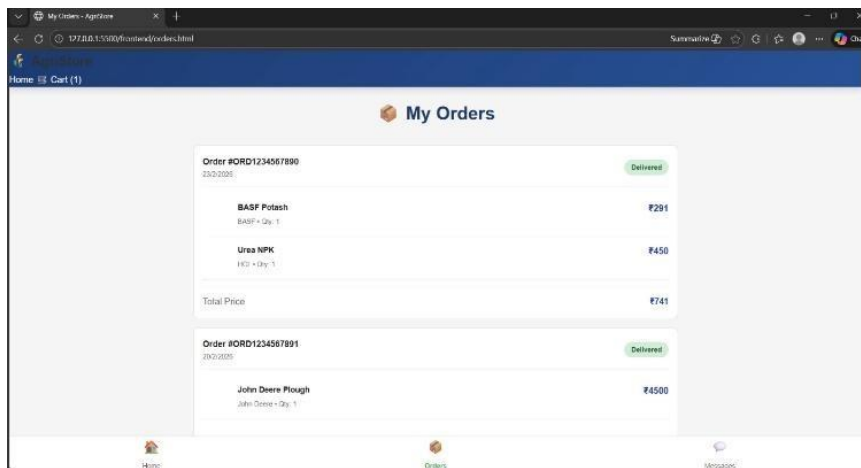 My Orders - AgriStore
127.0.0.1:5500/frontend/orders.html
Summarize
AgriStore
Home Cart (1)
My Orders
Order #ORD1234567890
Delivered
23/2/2026
BASF Potash
₹291
BASF • Qty: 1
Urea NPK
₹450
• Qty: 1
Total Price
₹741
Order #ORD1234567891
Delivered
20/2/2026
John Deere Plough
₹4500
John Deere • Qty: 1
Home
Orders
Messages